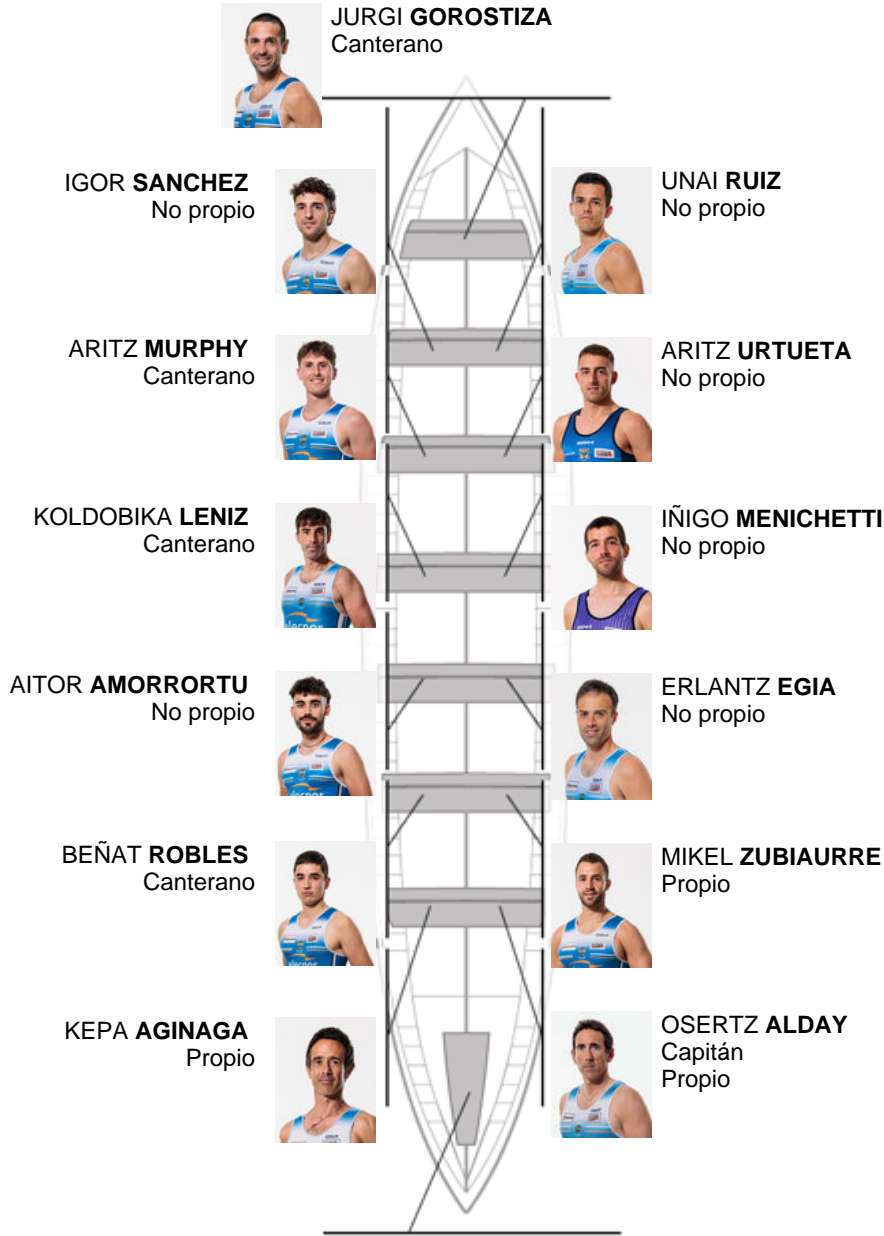 JURGI GOROSTIZA
Canterano
IGOR SANCHEZ
No propio
UNAI RUIZ
No propio
ARITZ MURPHY
Canterano
ARITZ URTUETA
No propio
KOLDOBIKA LENIZ
Canterano
IÑIGO MENICHETTI
No propio
AITOR AMORRORTU
No propio
ERLANTZ EGIA
No propio
BEÑAT ROBLES
Canterano
MIKEL ZUBIAURRE
Propio
KEPA AGINAGA
Propio
OSERTZ ALDAY
Capitán
Propio